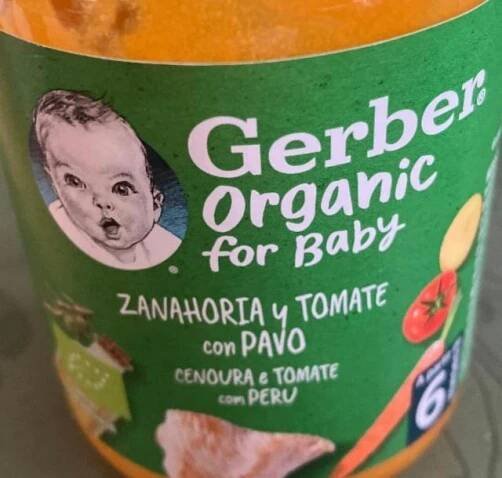 Gerber®
Organic
for Baby
ZANAHORIA y TOMATE
con PAVO
CENOURA e TOMATE
com PERU
6